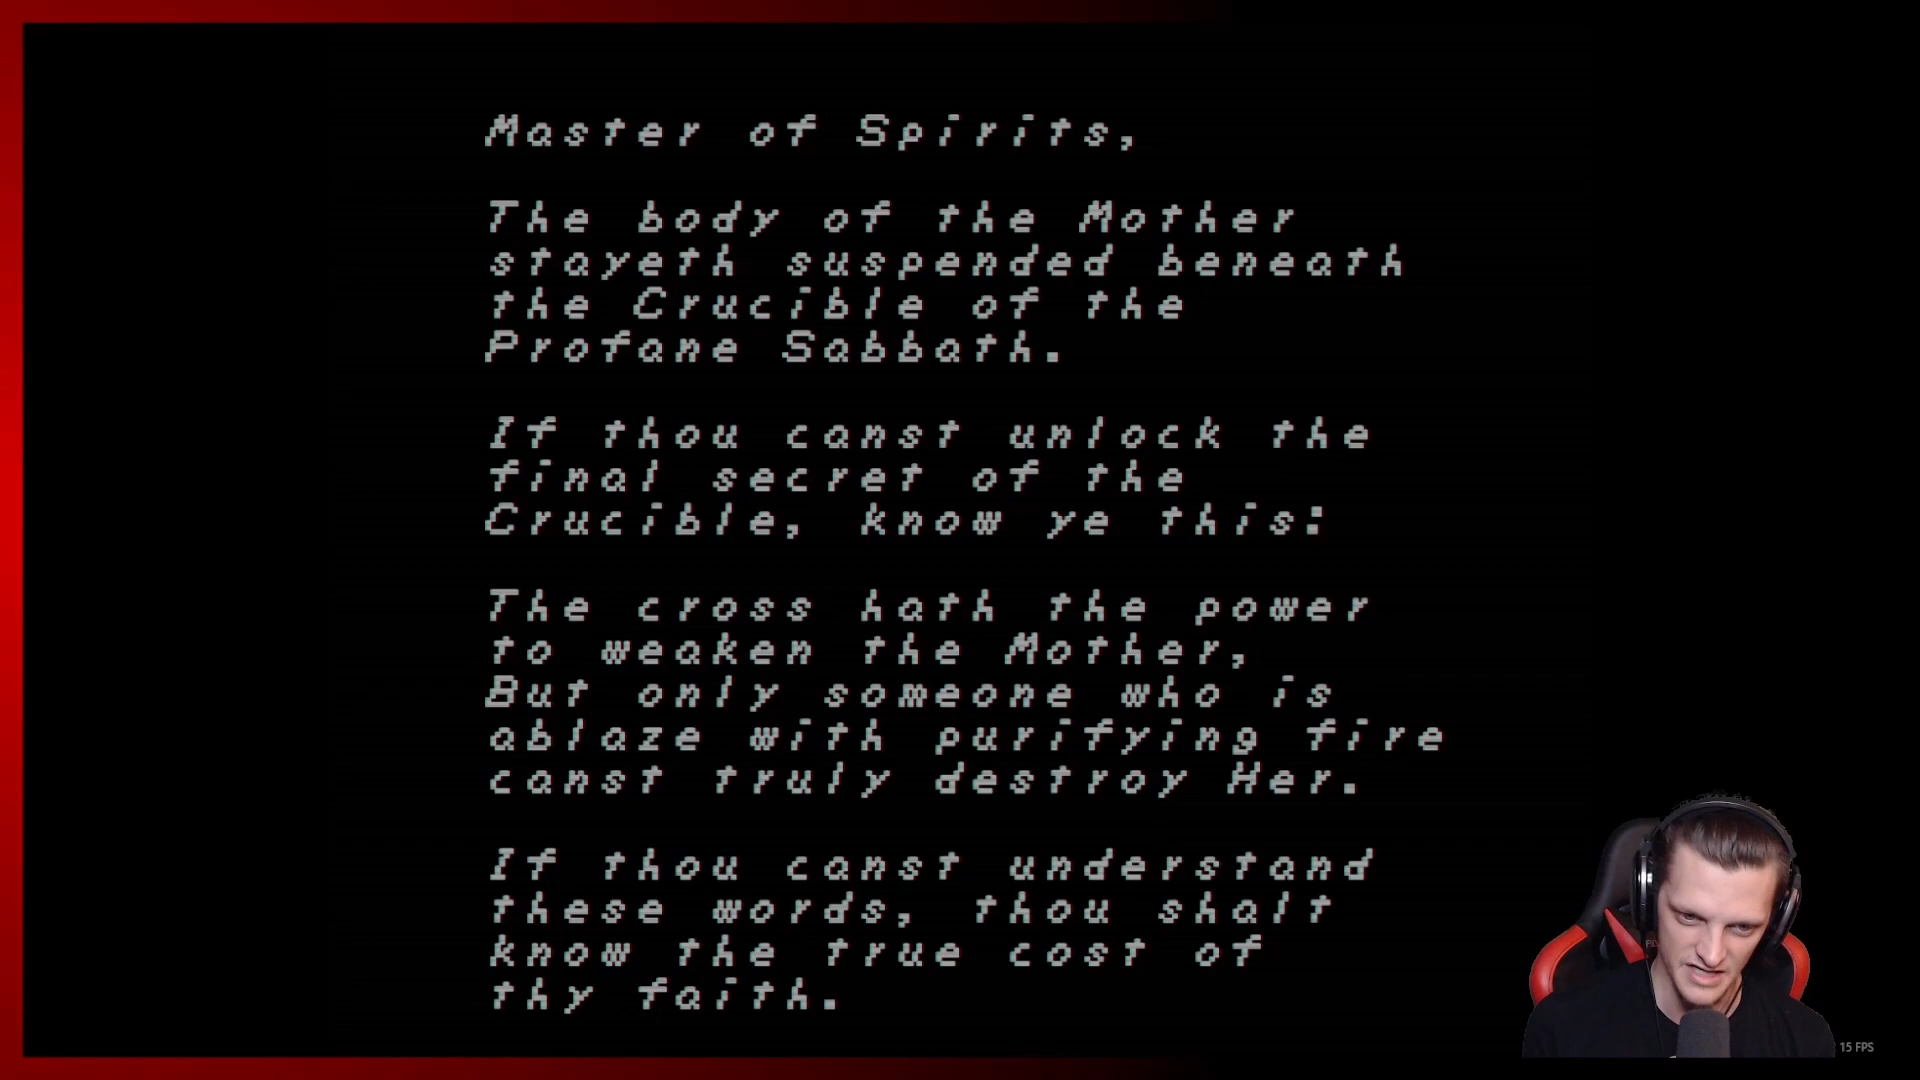 Master of Spirits,
The body of the Mother
stayeth suspended beneath
the Crucible of the
Profane Sabbath.
If thou canst unlock the
final secret of the
Crucible, know ye this:
The cross hath the power
to weaken the Mother,
But only someone who is
ablaze with purifying fire
canst truly destroy Her.
If thou canst understand
these words, thou shalt
know the true cost of
thy faith.
15 FPS